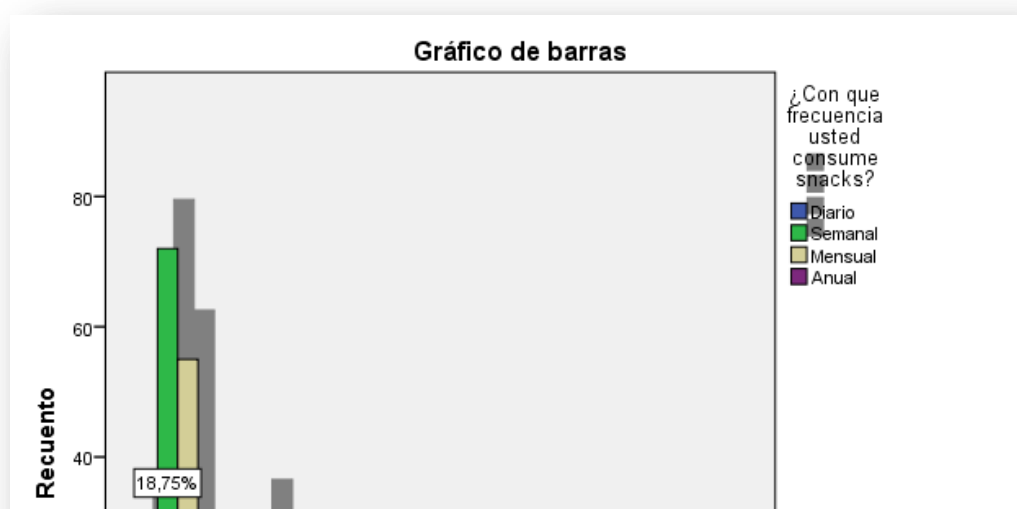 Gráfico de barras
¿Con que
frecuencia
usted
consume
snacks?
Diario
Semanal
Mensual
Anual
80
60
40
Recuento
18,75%